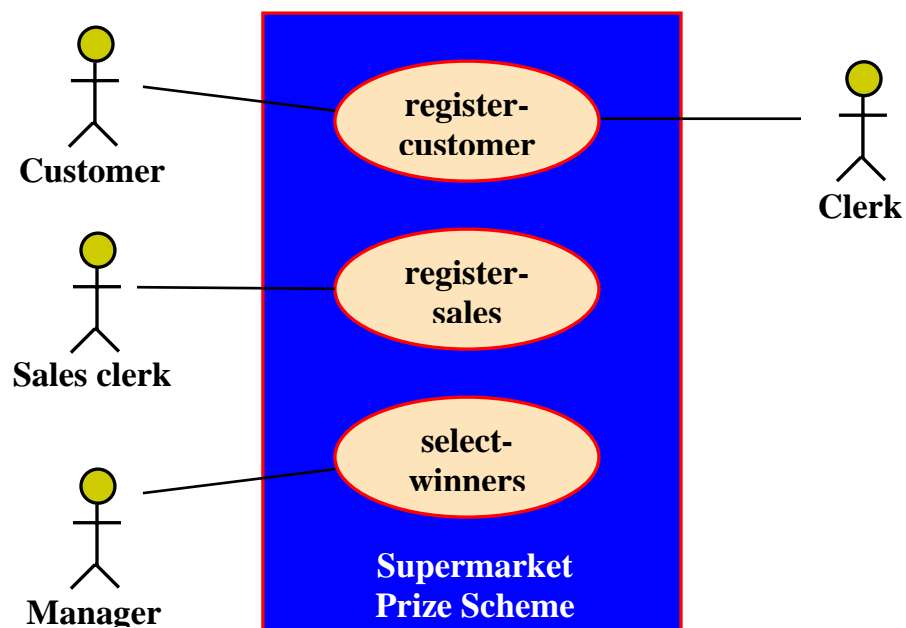 register-
customer
Customer
Clerk
register-
sales
Sales clerk
select-
winners
Supermarket
Prize Scheme
Manager